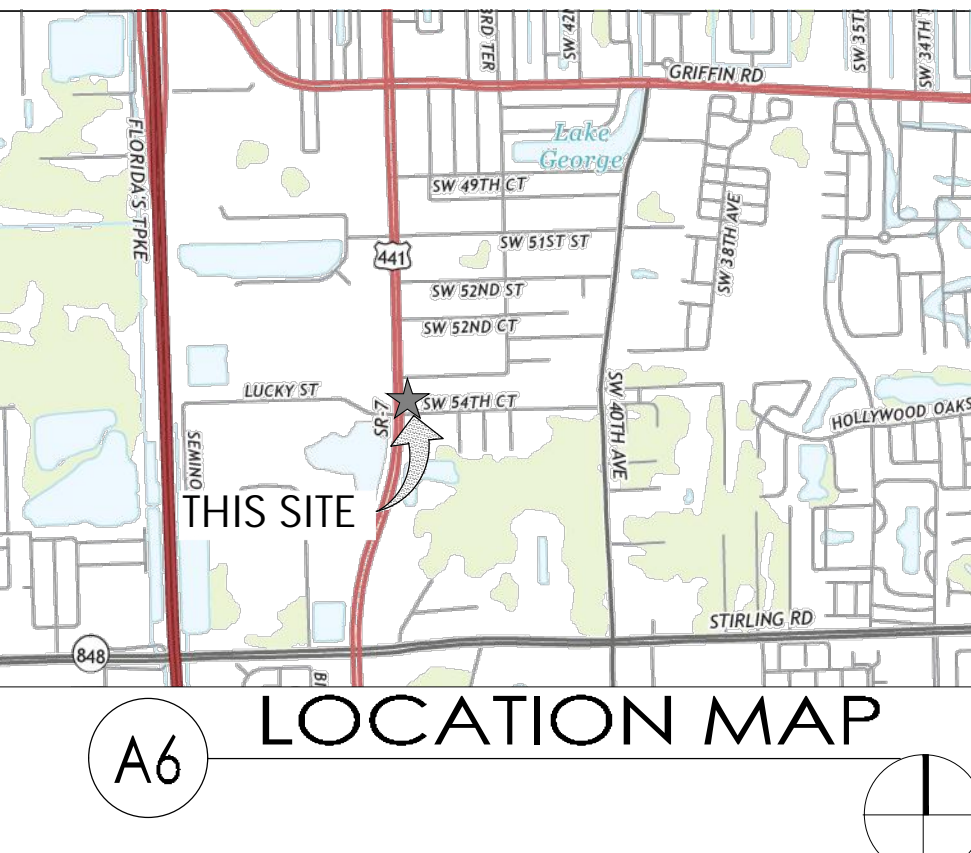 3RD TER
SW 42N
SW 35T
SW 34TH T
GRIFFIN RD
Lake
George
FLORIDA'S TPKE
SW 49TH CT
SW 38TH AVE
SW 51ST ST
441
SW 52ND ST
SW 52ND CT
LUCKY ST
SR-7
SW 54TH CT
SW 40TH AVE
HOLLYWOOD OAKS
SEMINO
THIS SITE
STIRLING RD
848
BI
LOCATION MAP
A6